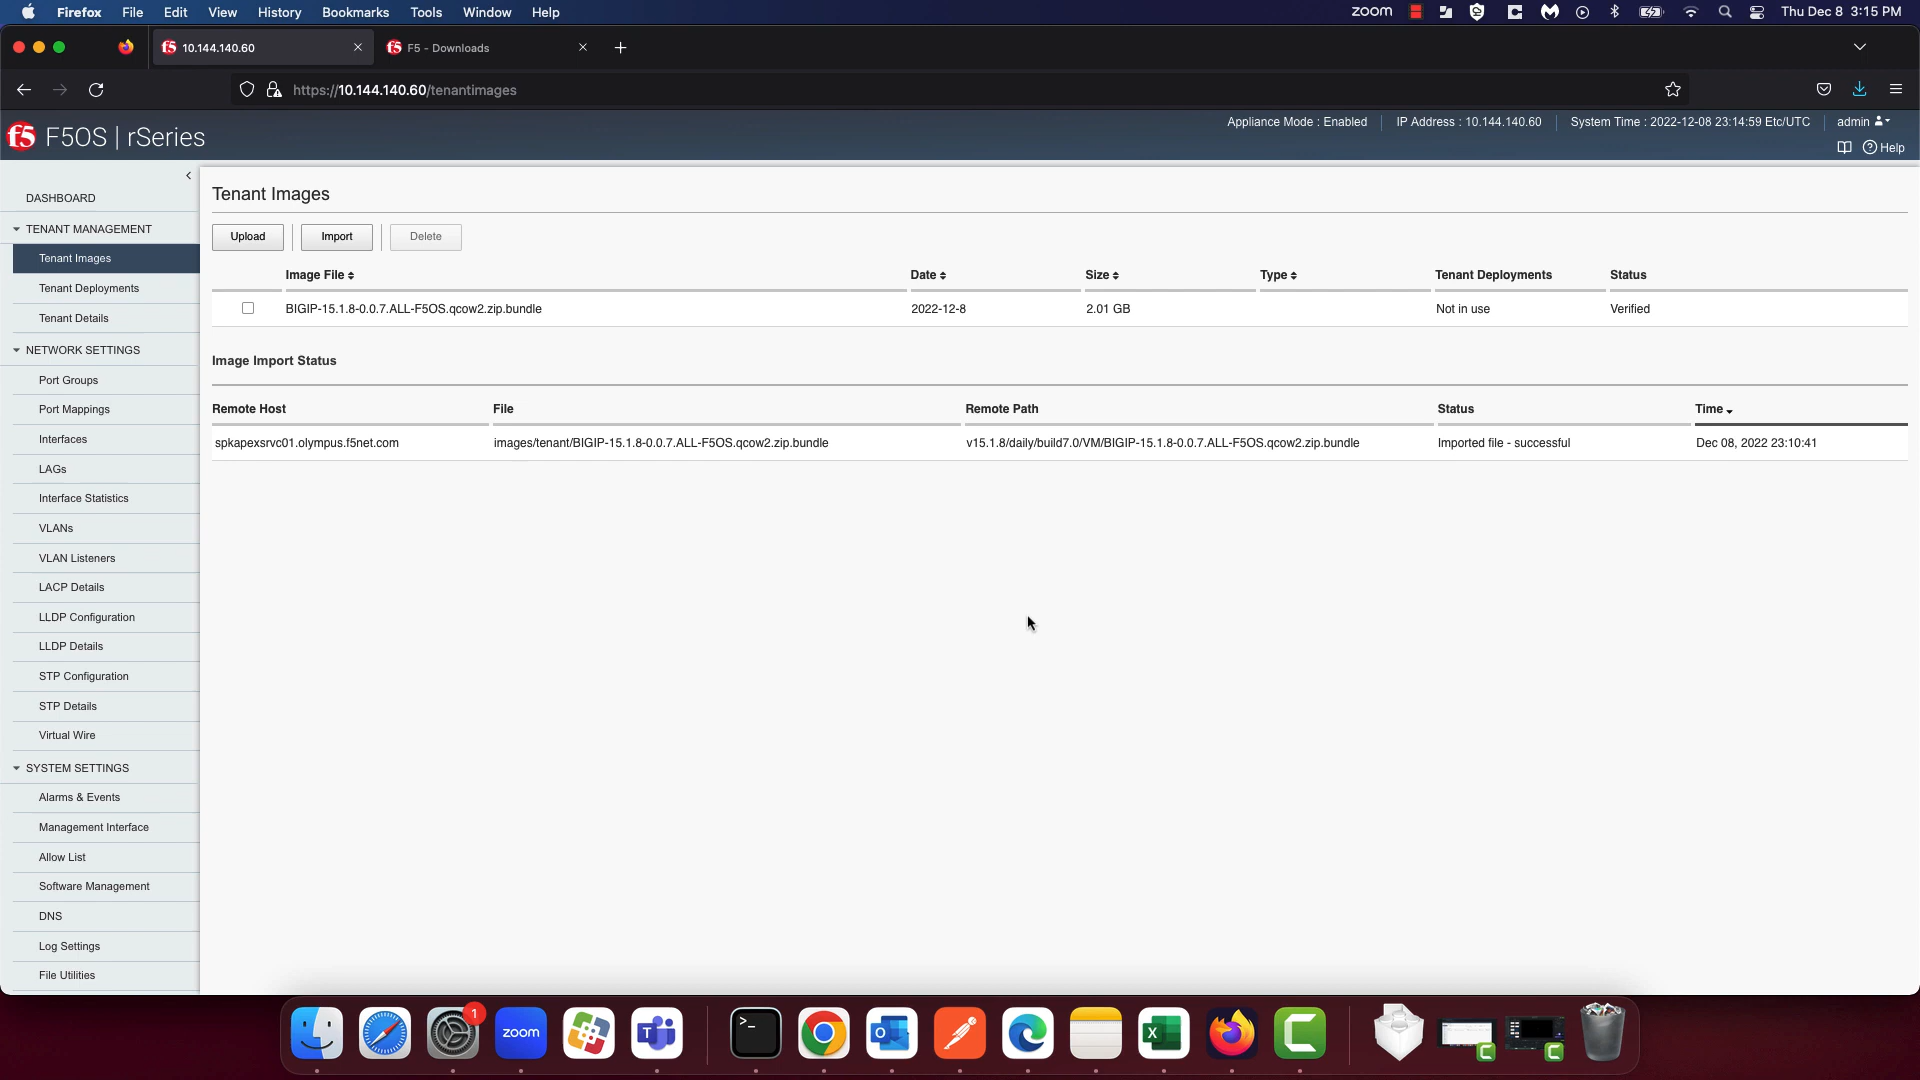 Firefox File Edit View History Bookmarks Tools Window Help zoom Thu Dec 8 3:15 PM
f5 10.144.140.60 f5 F5 - Downloads
https://10.144.140.60/tenantimages
f5 F5OS | rSeries
Appliance Mode : Enabled IP Address : 10.144.140.60 System Time : 2022-12-08 23:14:59 Etc/UTC admin
Help
DASHBOARD
TENANT MANAGEMENT
Tenant Images
Tenant Deployments
Tenant Details
NETWORK SETTINGS
Port Groups
Port Mappings
Interfaces
LAGs
Interface Statistics
VLANs
VLAN Listeners
LACP Details
LLDP Configuration
LLDP Details
STP Configuration
STP Details
Virtual Wire
SYSTEM SETTINGS
Alarms & Events
Management Interface
Allow List
Software Management
DNS
Log Settings
File Utilities
Tenant Images
Upload Import Delete
Image File Date Size Type Tenant Deployments Status
BIGIP-15.1.8-0.0.7.ALL-F5OS.qcow2.zip.bundle 2022-12-8 2.01 GB Not in use Verified
Image Import Status
Remote Host File Remote Path Status Time
spkapexsrvc01.olympus.f5net.com images/tenant/BIGIP-15.1.8-0.0.7.ALL-F5OS.qcow2.zip.bundle v15.1.8/daily/build7.0/VM/BIGIP-15.1.8-0.0.7.ALL-F5OS.qcow2.zip.bundle Imported file - successful Dec 08, 2022 23:10:41
1
zoom